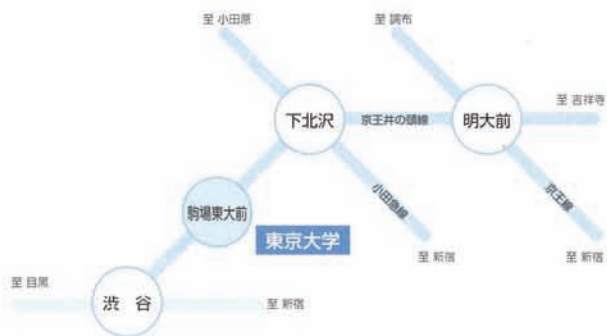 至 小田原
至 調布
至 吉祥寺
下北沢
京王井の頭線
明大前
小田急線
京王線
駒場東大前
東京大学
至 新宿
至 新宿
至 目黒
渋 谷
至 新宿